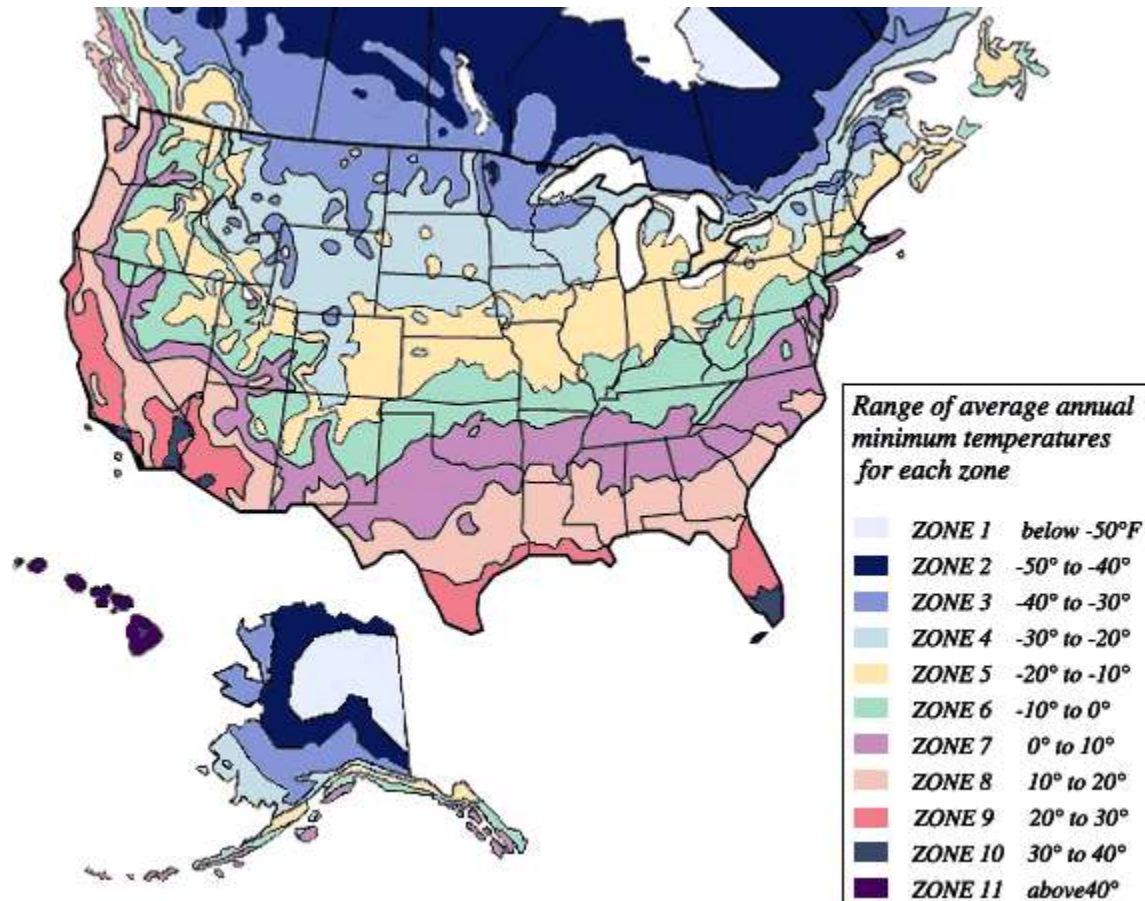 Range of average annual
minimum temperatures
for each zone
ZONE 1 below -50°F
ZONE 2 -50° to -40°
ZONE 3 -40° to -30°
ZONE 4 -30° to -20°
ZONE 5 -20° to -10°
ZONE 6 -10° to 0°
ZONE 7 0° to 10°
ZONE 8 10° to 20°
ZONE 9 20° to 30°
ZONE 10 30° to 40°
ZONE 11 above40°